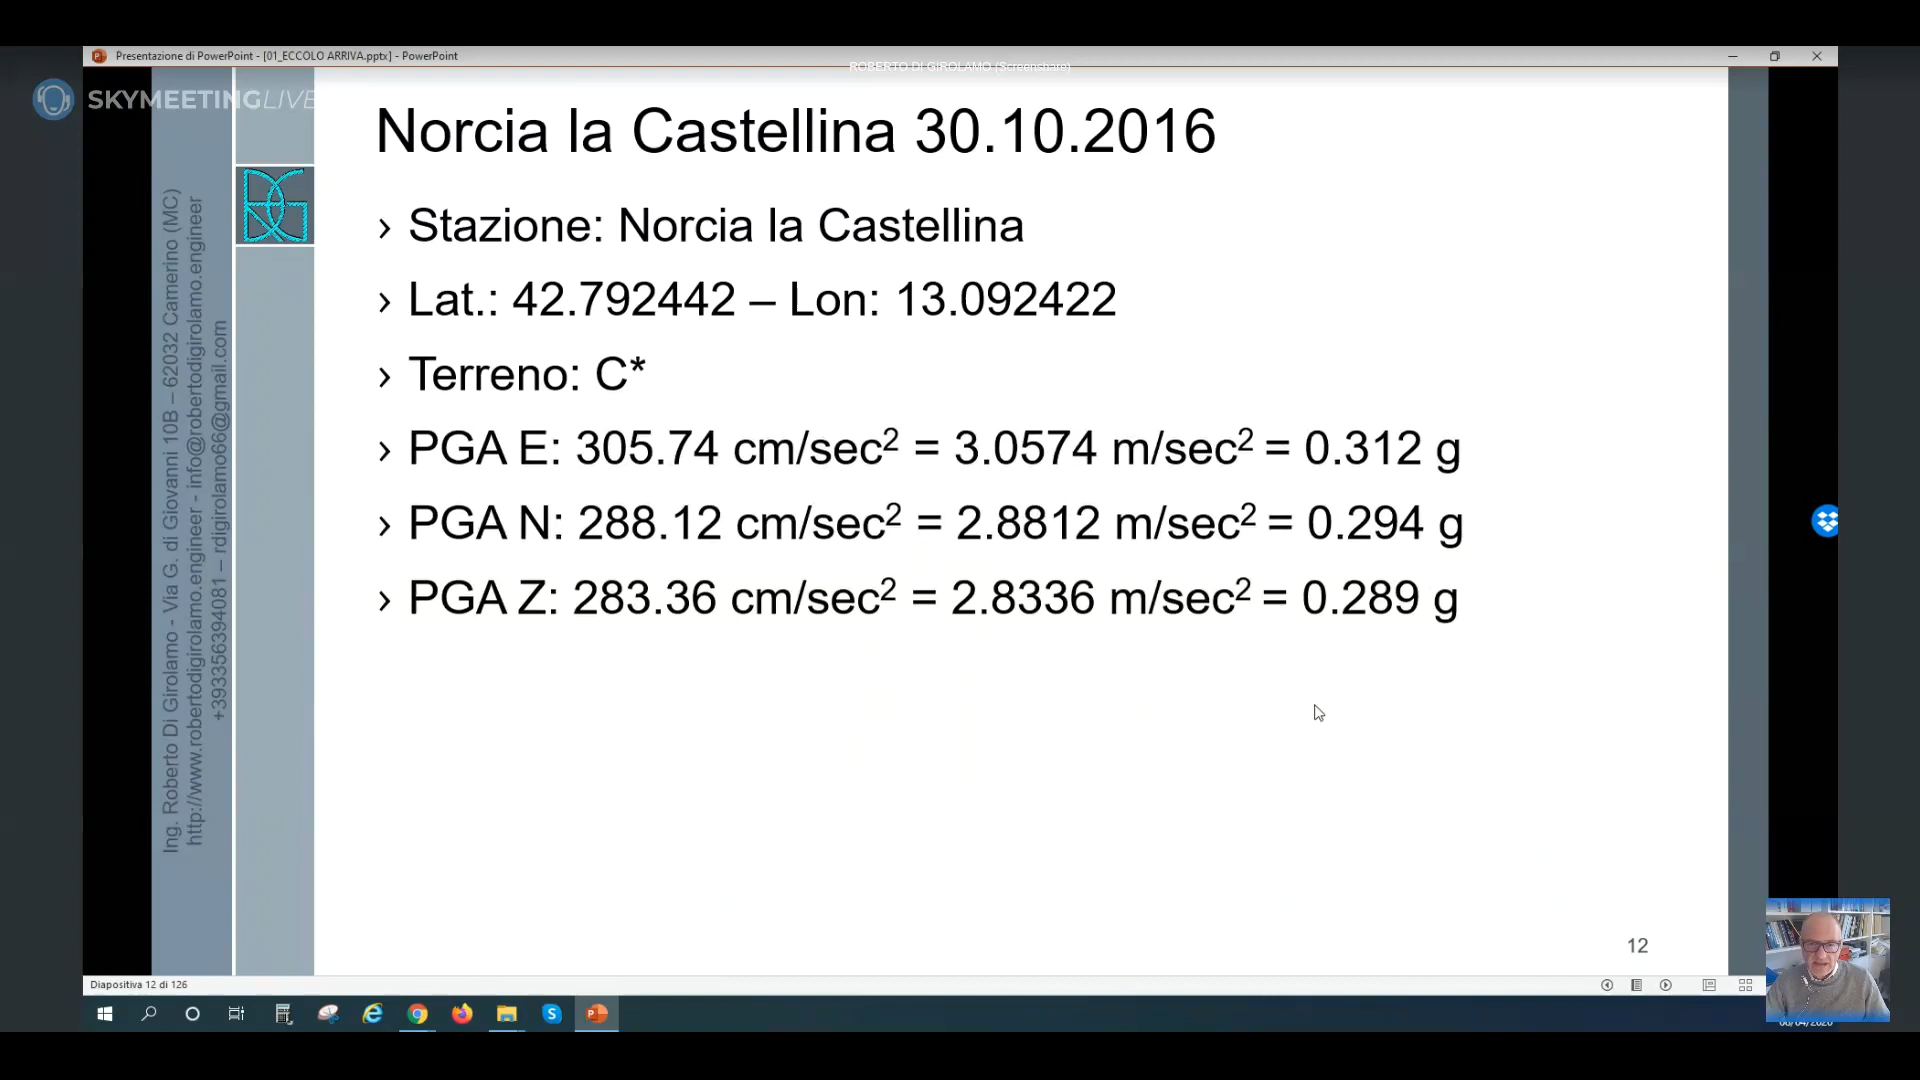 Presentazione di PowerPoint - [01_ECCOLO ARRIVA.pptx] - PowerPoint
ROBERTO DI GIROLAMO (Screenshare)
SKYMEETINGLIVE
Norcia la Castellina 30.10.2016
› Stazione: Norcia la Castellina
› Lat.: 42.792442 – Lon: 13.092422
› Terreno: C*
› PGA E: 305.74 cm/sec² = 3.0574 m/sec² = 0.312 g
› PGA N: 288.12 cm/sec² = 2.8812 m/sec² = 0.294 g
› PGA Z: 283.36 cm/sec² = 2.8336 m/sec² = 0.289 g
Ing. Roberto Di Girolamo - Via G. di Giovanni 10B – 62032 Camerino (MC)
http://www.robertodigirolamo.engineer - info@robertodigirolamo.engineer
+393356394081 – rdigirolamo66@gmail.com
12
Diapositiva 12 di 126